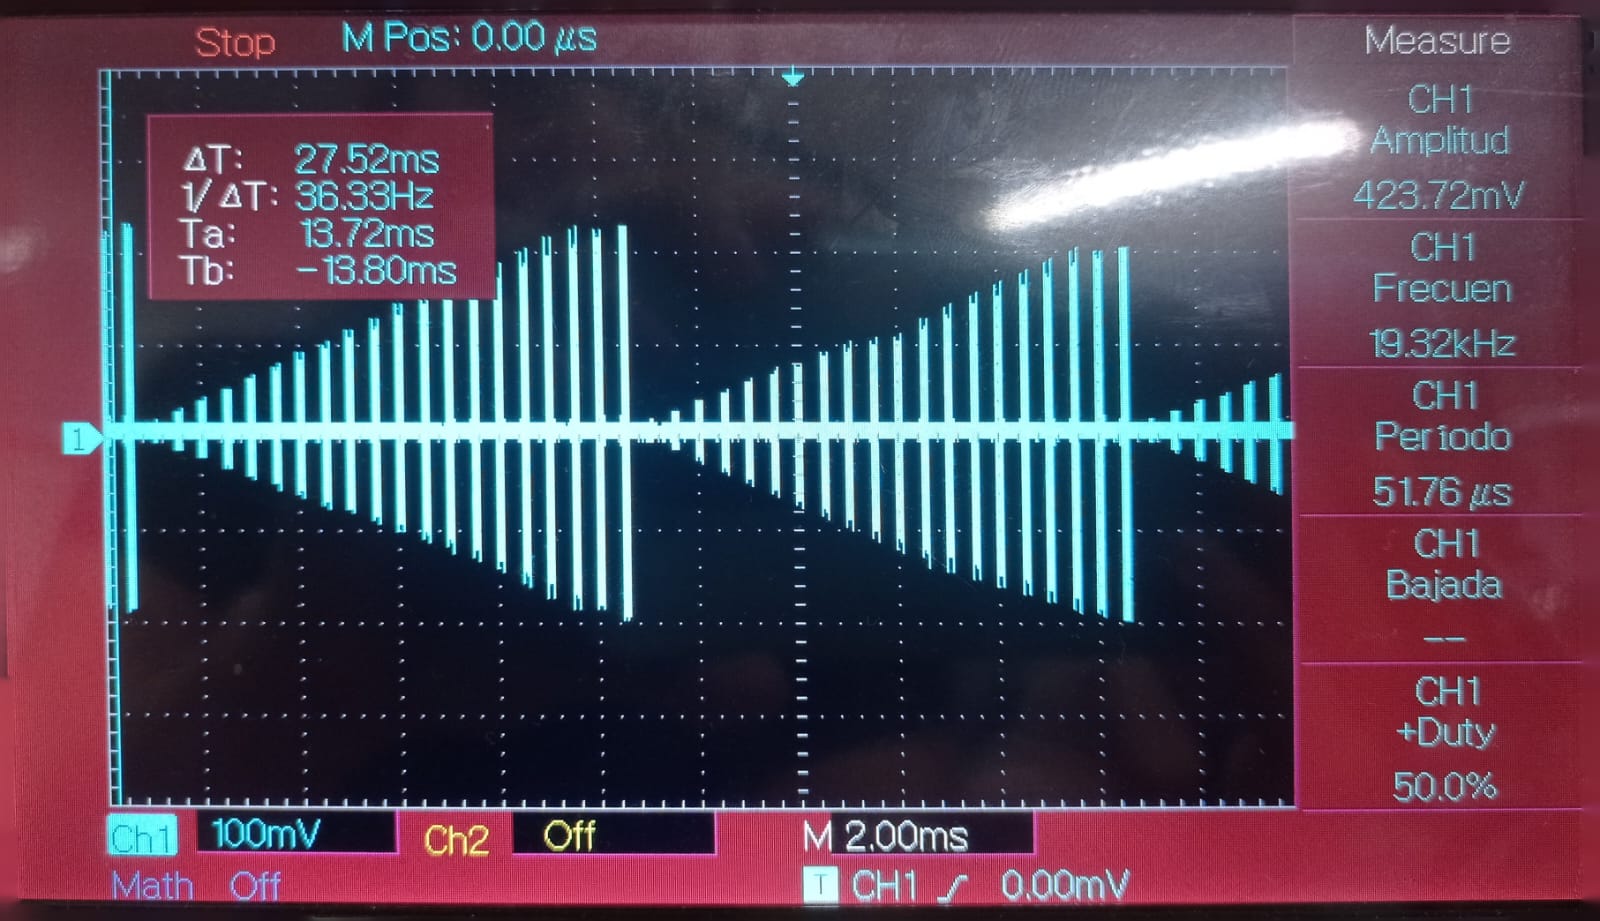 Stop M Pos: 0.00 µs
Measure
ΔT: 27.52ms
1/ΔT: 36.33Hz
Ta: 13.72ms
Tb: -13.80ms
CH1
Amplitud
423.72mV
CH1
Frecuen
19.32kHz
CH1
Período
51.76 µs
CH1
Bajada
--
CH1
+Duty
50.0%
1
Ch1 100mV Ch2 Off M 2.00ms
Math Off T CH1 0.00mV